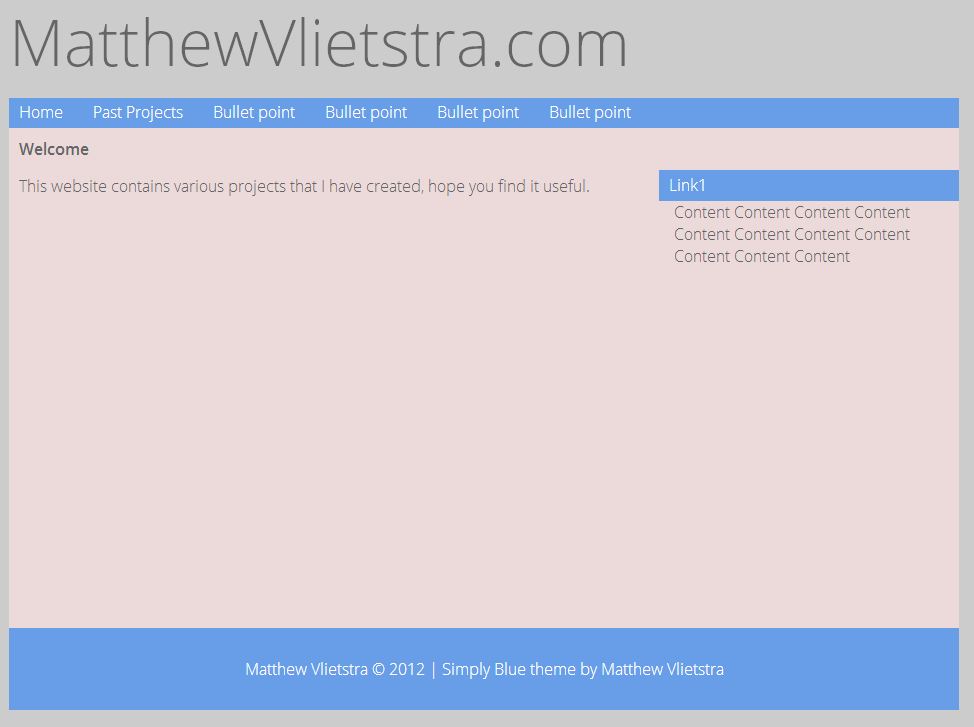 MatthewVlietstra.com
Home Past Projects Bullet point Bullet point Bullet point Bullet point
Welcome
This website contains various projects that I have created, hope you find it useful.
Link1
Content Content Content Content
Content Content Content Content
Content Content Content
Matthew Vlietstra © 2012 | Simply Blue theme by Matthew Vlietstra